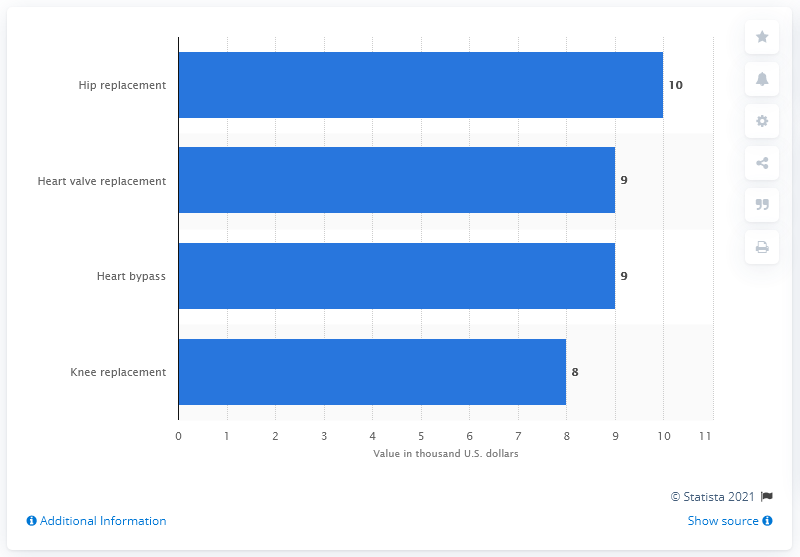 Hip replacement 10
Heart valve replacement 9
Heart bypass 9
Knee replacement 8
0 1 2 3 4 5 6 7 8 9 10 11
Value in thousand U.S. dollars
© Statista 2021
Additional Information
Show source